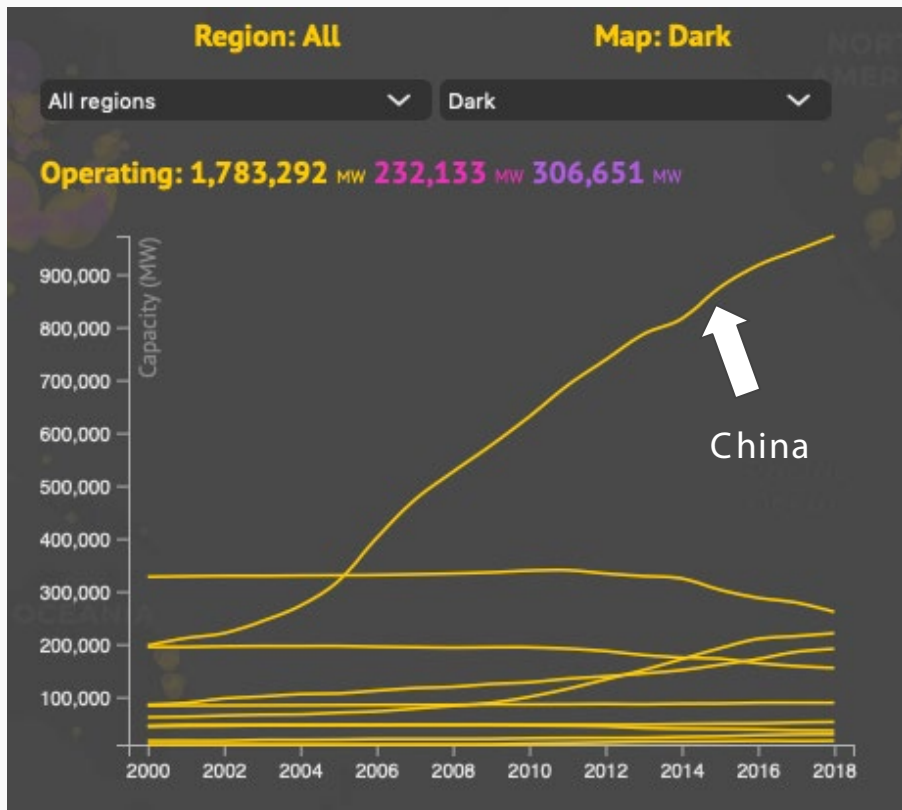 Region: All
Map: Dark
All regions
Dark
Operating: 1,783,292 MW 232,133 MW 306,651 MW
Capacity (MW)
900,000
800,000
700,000
600,000
500,000
400,000
300,000
200,000
100,000
China
OCEANIA
2000 2002 2004 2006 2008 2010 2012 2014 2016 2018